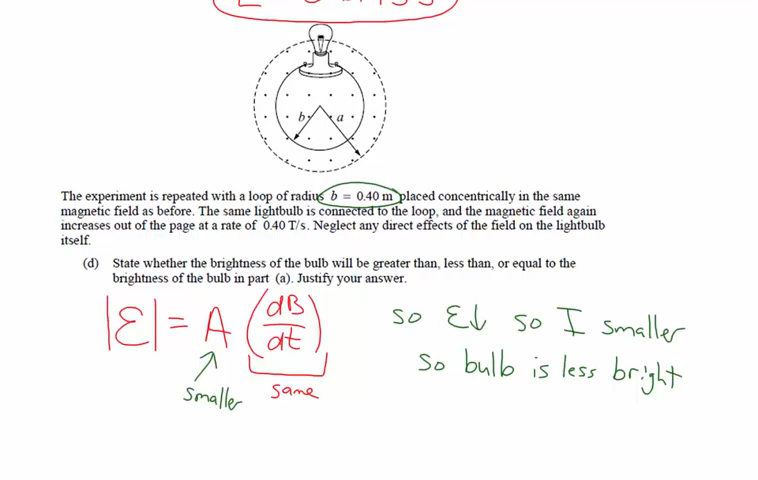 b
a
The experiment is repeated with a loop of radius b = 0.40 m placed concentrically in the same
magnetic field as before. The same lightbulb is connected to the loop, and the magnetic field again
increases out of the page at a rate of 0.40 T/s. Neglect any direct effects of the field on the lightbulb
itself.
(d) State whether the brightness of the bulb will be greater than, less than, or equal to the
brightness of the bulb in part (a). Justify your answer.
|ℰ| = A (dB/dt)
smaller
same
so ℰ↓ so I smaller
so bulb is less bright